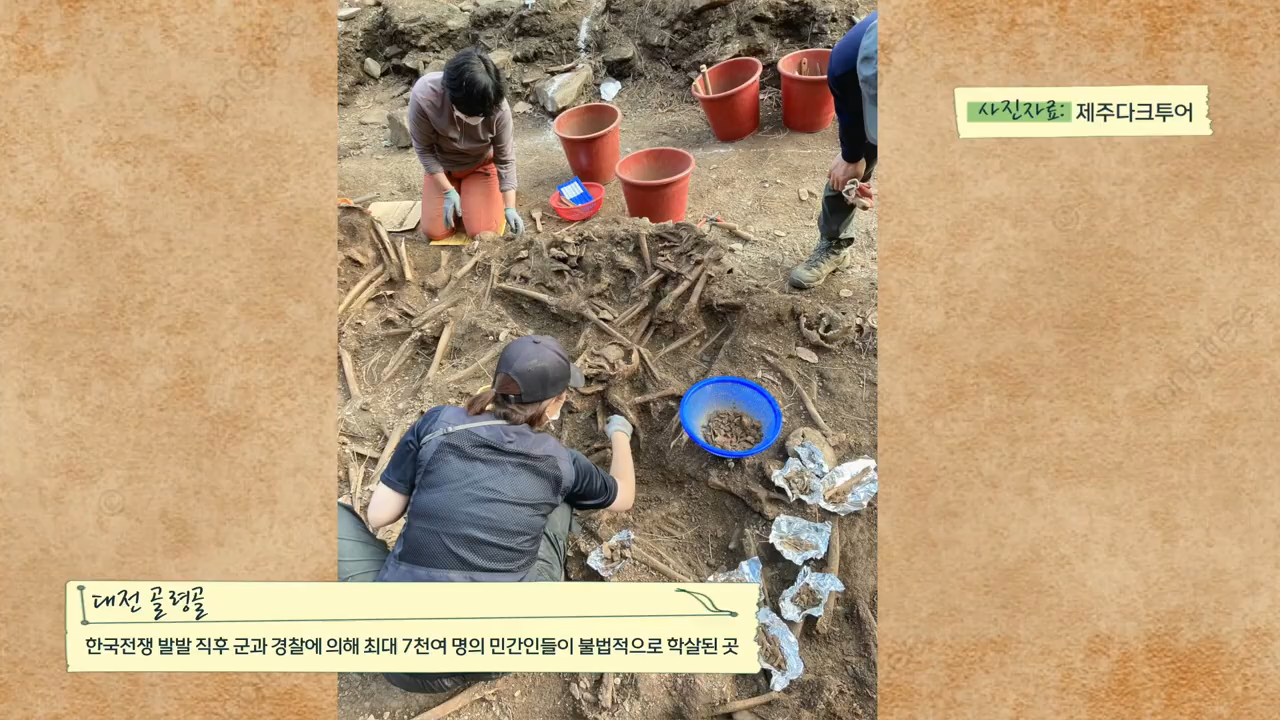 사진자료: 제주다크투어
대전 골령골
한국전쟁 발발 직후 군과 경찰에 의해 최대 7천여 명의 민간인들이 불법적으로 학살된 곳